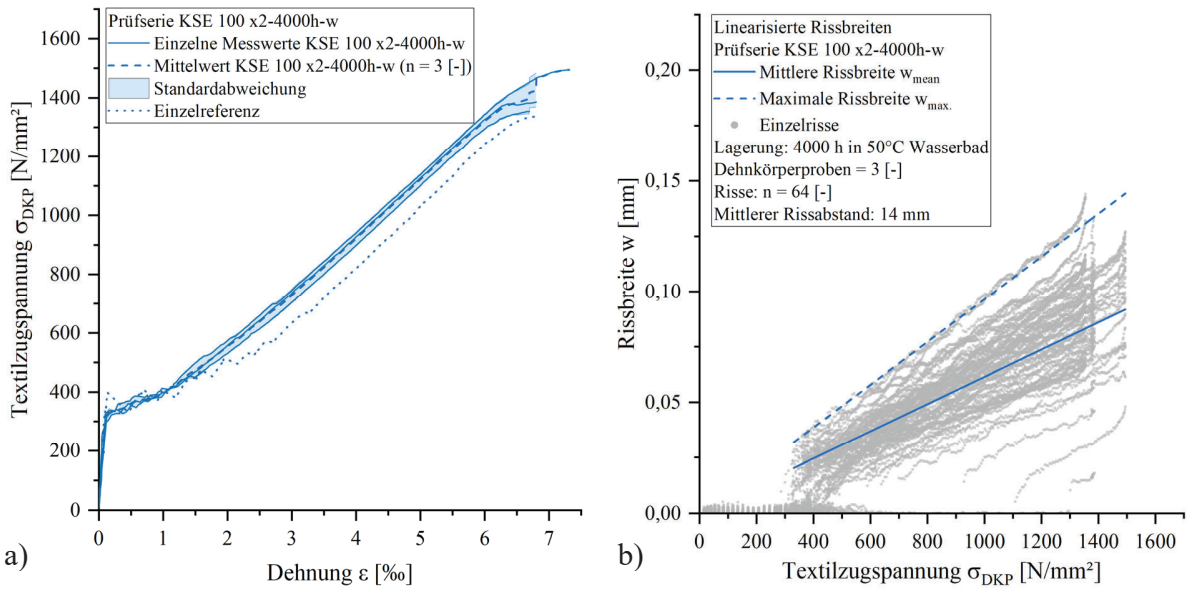 Prüfserie KSE 100 x2-4000h-w
Einzelne Messwerte KSE 100 x2-4000h-w
Mittelwert KSE 100 x2-4000h-w (n = 3 [-])
Standardabweichung
Einzelreferenz
1600
1400
1200
1000
800
600
400
200
0
Textilzugspannung σDKP [N/mm²]
0 1 2 3 4 5 6 7
Dehnung ε [‰]
a)
Linearisierte Rissbreiten
Prüfserie KSE 100 x2-4000h-w
Mittlere Rissbreite wmean
Maximale Rissbreite wmax.
Einzelrisse
Lagerung: 4000 h in 50°C Wasserbad
Dehnkörperproben = 3 [-]
Risse: n = 64 [-]
Mittlerer Rissabstand: 14 mm
0,20
0,15
0,10
0,05
0,00
Rissbreite w [mm]
0 200 400 600 800 1000 1200 1400 1600
Textilzugspannung σDKP [N/mm²]
b)